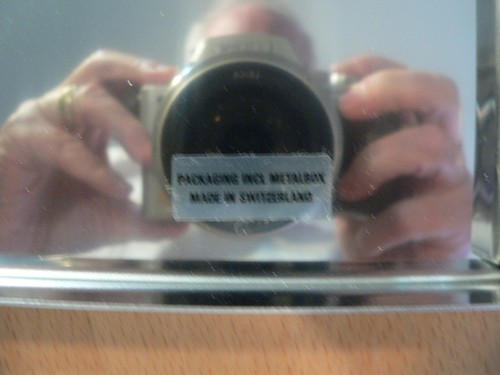 PACKAGING INCL METALBOX
MADE IN SWITZERLAND